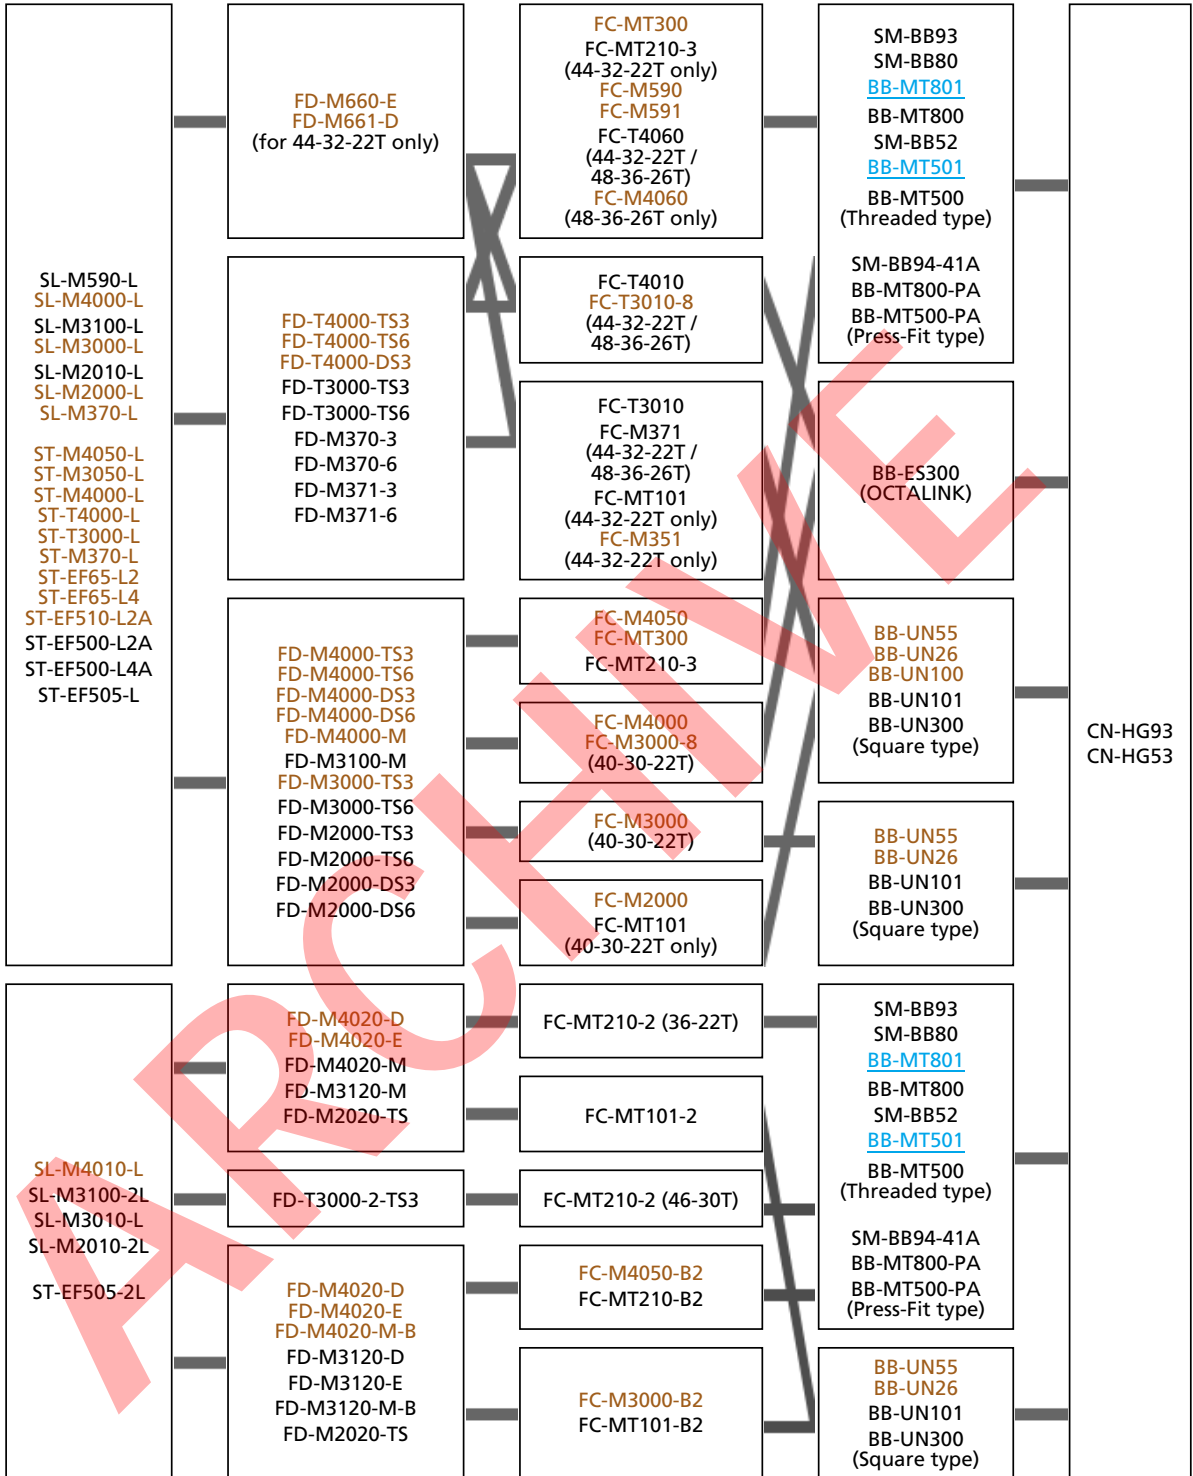 SL-M590-L
SL-M4000-L
SL-M3100-L
SL-M3000-L
SL-M2010-L
SL-M2000-L
SL-M370-L
ST-M4050-L
ST-M3050-L
ST-M4000-L
ST-T4000-L
ST-T3000-L
ST-M370-L
ST-EF65-L2
ST-EF65-L4
ST-EF510-L2A
ST-EF500-L2A
ST-EF500-L4A
ST-EF505-L
FD-M660-E
FD-M661-D
(for 44-32-22T only)
FD-T4000-TS3
FD-T4000-TS6
FD-T4000-DS3
FD-T3000-TS3
FD-T3000-TS6
FD-M370-3
FD-M370-6
FD-M371-3
FD-M371-6
FD-M4000-TS3
FD-M4000-TS6
FD-M4000-DS3
FD-M4000-DS6
FD-M4000-M
FD-M3100-M
FD-M3000-TS3
FD-M3000-TS6
FD-M2000-TS3
FD-M2000-TS6
FD-M2000-DS3
FD-M2000-DS6
FC-MT300
FC-MT210-3
(44-32-22T only)
FC-M590
FC-M591
FC-T4060
(44-32-22T /
48-36-26T)
FC-M4060
(48-36-26T only)
FC-T4010
FC-T3010-8
(44-32-22T /
48-36-26T)
FC-T3010
FC-M371
(44-32-22T /
48-36-26T)
FC-MT101
(44-32-22T only)
FC-M351
(44-32-22T only)
FC-M4050
FC-MT300
FC-MT210-3
FC-M4000
FC-M3000-8
(40-30-22T)
FC-M3000
(40-30-22T)
FC-M2000
FC-MT101
(40-30-22T only)
SM-BB93
SM-BB80
BB-MT801
BB-MT800
SM-BB52
BB-MT501
BB-MT500
(Threaded type)
SM-BB94-41A
BB-MT800-PA
BB-MT500-PA
(Press-Fit type)
BB-ES300
(OCTALINK)
BB-UN55
BB-UN26
BB-UN100
BB-UN101
BB-UN300
(Square type)
BB-UN55
BB-UN26
BB-UN101
BB-UN300
(Square type)
CN-HG93
CN-HG53
SL-M4010-L
SL-M3100-2L
SL-M3010-L
SL-M2010-2L
ST-EF505-2L
FD-M4020-D
FD-M4020-E
FD-M4020-M
FD-M3120-M
FD-M2020-TS
FD-T3000-2-TS3
FD-M4020-D
FD-M4020-E
FD-M4020-M-B
FD-M3120-D
FD-M3120-E
FD-M3120-M-B
FD-M2020-TS
FC-MT210-2 (36-22T)
FC-MT101-2
FC-MT210-2 (46-30T)
FC-M4050-B2
FC-MT210-B2
FC-M3000-B2
FC-MT101-B2
SM-BB93
SM-BB80
BB-MT801
BB-MT800
SM-BB52
BB-MT501
BB-MT500
(Threaded type)
SM-BB94-41A
BB-MT800-PA
BB-MT500-PA
(Press-Fit type)
BB-UN55
BB-UN26
BB-UN101
BB-UN300
(Square type)
ARCHIVE